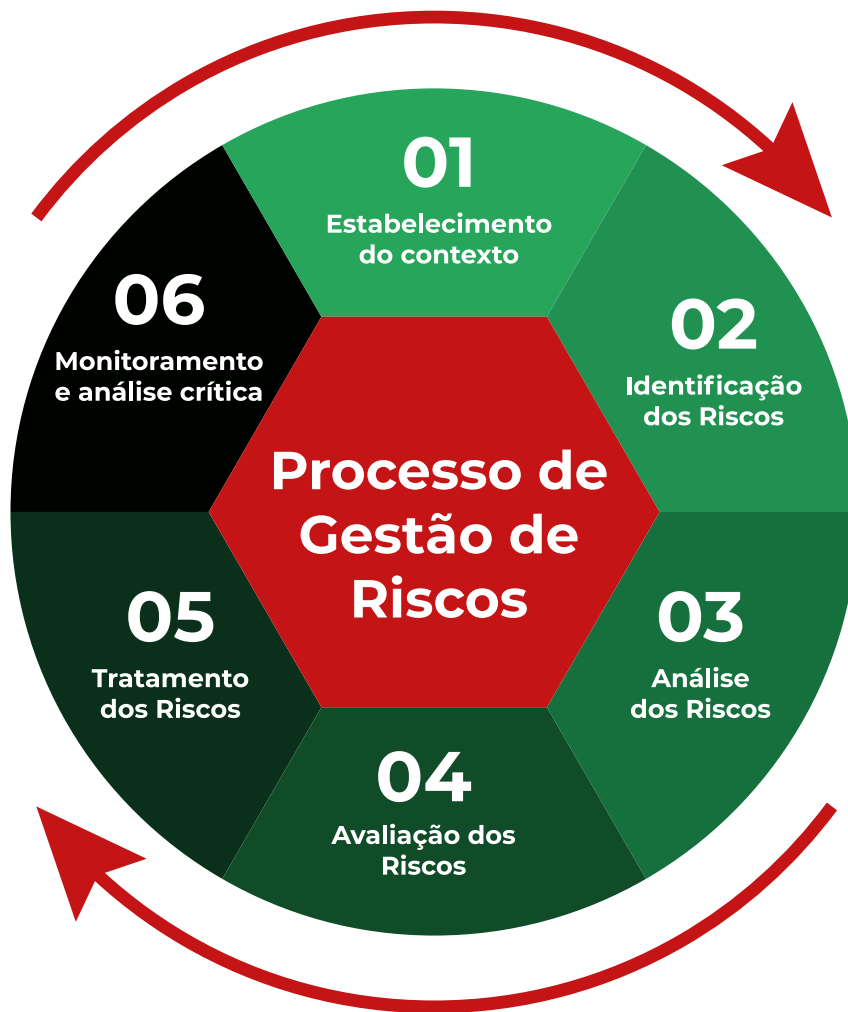 01
Estabelecimento
do contexto
02
Identificação
dos Riscos
03
Análise
dos Riscos
04
Avaliação dos
Riscos
05
Tratamento
dos Riscos
06
Monitoramento
e análise crítica
Processo de
Gestão de
Riscos